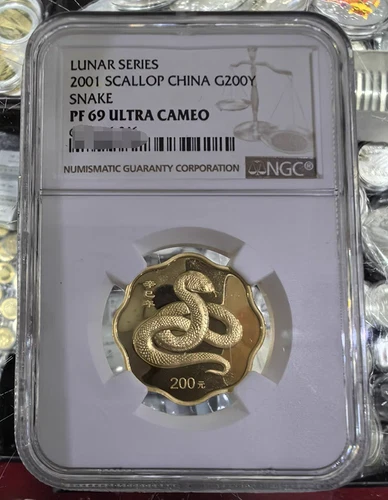 LUNAR SERIES
2001 SCALLOP CHINA G200Y
SNAKE
PF 69 ULTRA CAMEO
NUMISMATIC GUARANTY CORPORATION
NGC®
辛巳年
200元